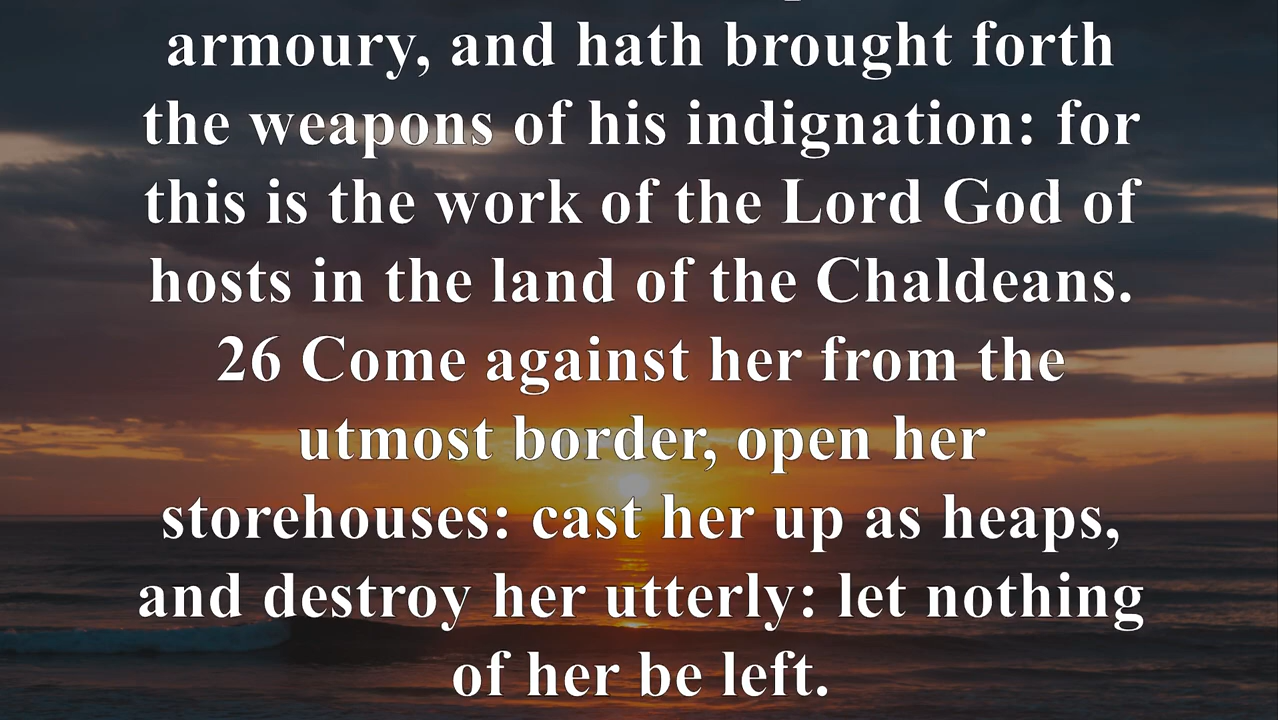 armoury, and hath brought forth
the weapons of his indignation: for
this is the work of the Lord God of
hosts in the land of the Chaldeans.
26 Come against her from the
utmost border, open her
storehouses: cast her up as heaps,
and destroy her utterly: let nothing
of her be left.